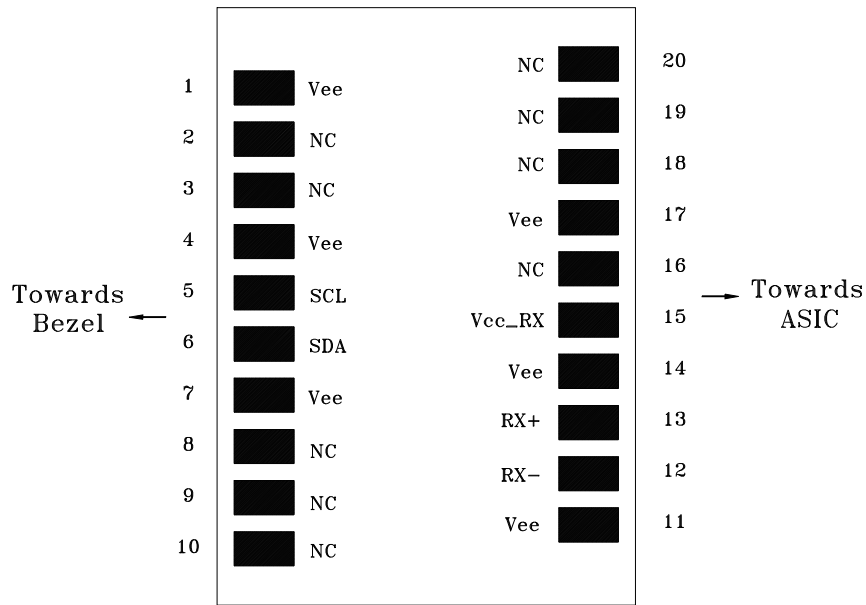 1 Vee
2 NC
3 NC
4 Vee
5 SCL
6 SDA
7 Vee
8 NC
9 NC
10 NC
Towards
Bezel
NC 20
NC 19
NC 18
Vee 17
NC 16
Vcc_RX 15
Vee 14
RX+ 13
RX− 12
Vee 11
Towards
ASIC